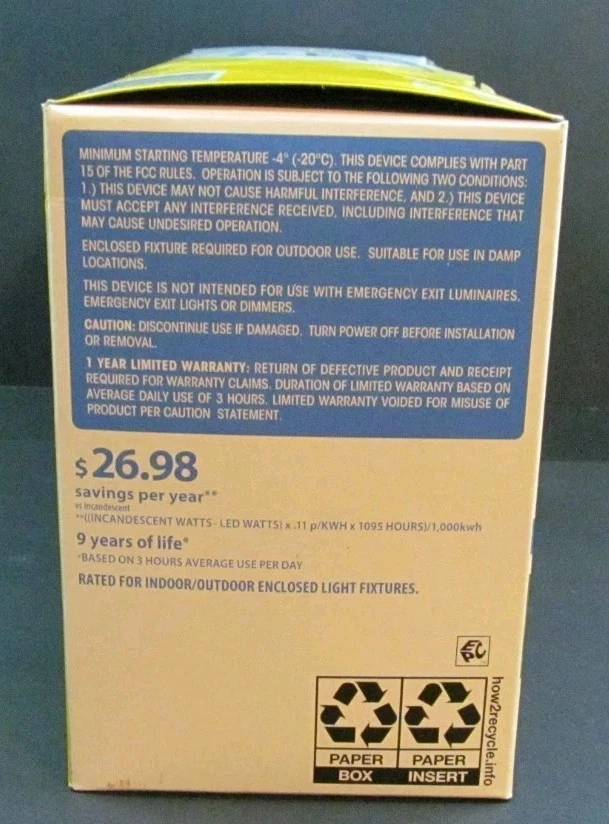 MINIMUM STARTING TEMPERATURE -4° (-20°C). THIS DEVICE COMPLIES WITH PART
15 OF THE FCC RULES. OPERATION IS SUBJECT TO THE FOLLOWING TWO CONDITIONS:
1.) THIS DEVICE MAY NOT CAUSE HARMFUL INTERFERENCE, AND 2.) THIS DEVICE
MUST ACCEPT ANY INTERFERENCE RECEIVED, INCLUDING INTERFERENCE THAT
MAY CAUSE UNDESIRED OPERATION.
ENCLOSED FIXTURE REQUIRED FOR OUTDOOR USE. SUITABLE FOR USE IN DAMP
LOCATIONS.
THIS DEVICE IS NOT INTENDED FOR USE WITH EMERGENCY EXIT LUMINAIRES,
EMERGENCY EXIT LIGHTS OR DIMMERS.
CAUTION: DISCONTINUE USE IF DAMAGED. TURN POWER OFF BEFORE INSTALLATION
OR REMOVAL.
1 YEAR LIMITED WARRANTY: RETURN OF DEFECTIVE PRODUCT AND RECEIPT
REQUIRED FOR WARRANTY CLAIMS. DURATION OF LIMITED WARRANTY BASED ON
AVERAGE DAILY USE OF 3 HOURS. LIMITED WARRANTY VOIDED FOR MISUSE OF
PRODUCT PER CAUTION STATEMENT.
$26.98
savings per year**
vs incandescent
**((INCANDESCENT WATTS - LED WATTS) x .11 p/KWH x 1095 HOURS)/1,000kwh
9 years of life*
*BASED ON 3 HOURS AVERAGE USE PER DAY
RATED FOR INDOOR/OUTDOOR ENCLOSED LIGHT FIXTURES.
PAPER PAPER
BOX INSERT
how2recycle.info